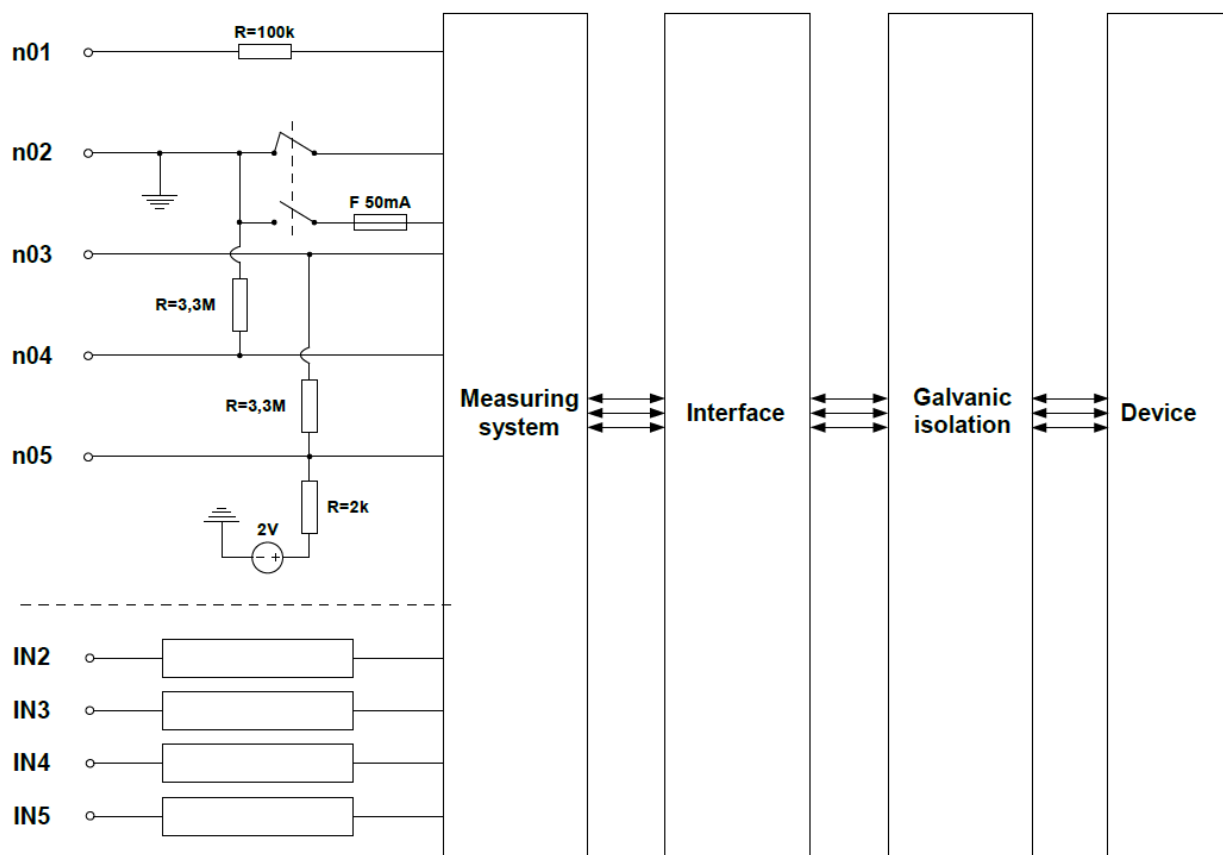 R=100k
n01
n02
F 50mA
n03
R=3,3M
n04
R=3,3M
Measuring
system
Interface
Galvanic
isolation
Device
n05
R=2k
2V
- +
IN2
IN3
IN4
IN5